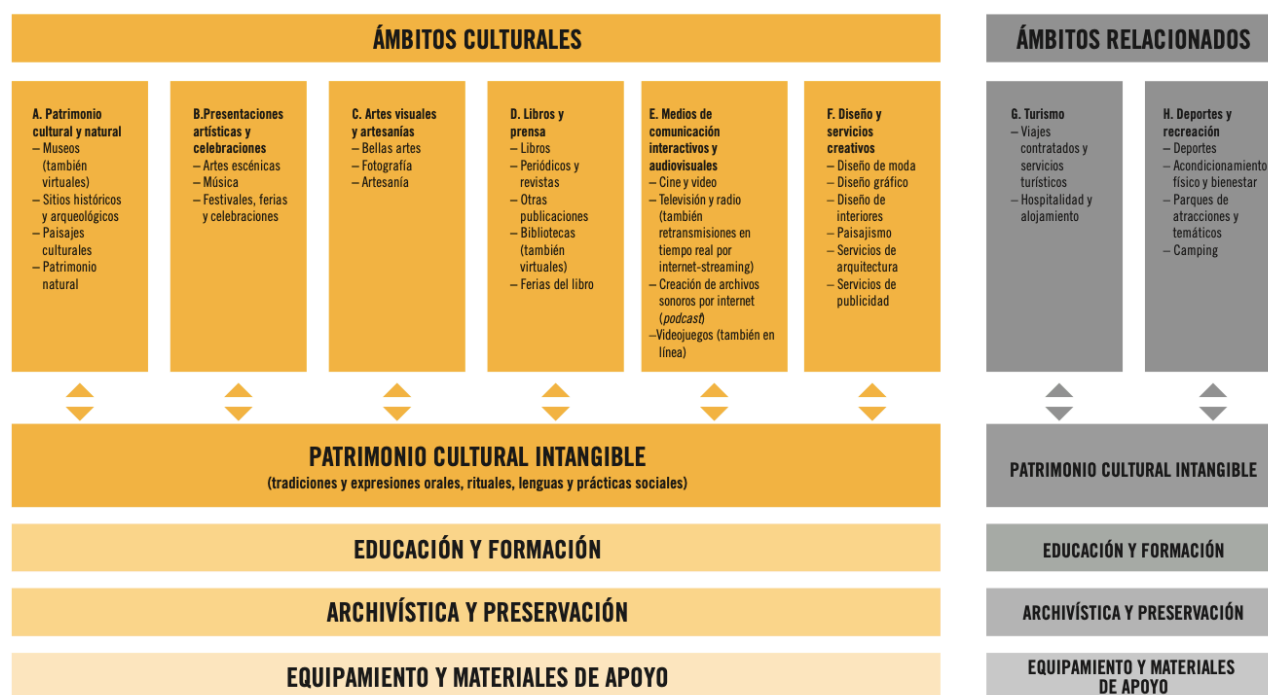 ÁMBITOS CULTURALES
ÁMBITOS RELACIONADOS
A. Patrimonio
cultural y natural
– Museos
(también
virtuales)
– Sitios históricos
y arqueológicos
– Paisajes
culturales
– Patrimonio
natural
B.Presentaciones
artísticas y
celebraciones
– Artes escénicas
– Música
– Festivales, ferias
y celebraciones
C. Artes visuales
y artesanías
– Bellas artes
– Fotografía
– Artesanía
D. Libros y
prensa
– Libros
– Periódicos y
revistas
– Otras
publicaciones
– Bibliotecas
(también
virtuales)
– Ferias del libro
E. Medios de
comunicación
interactivos y
audiovisuales
– Cine y video
– Televisión y radio
(también
retransmisiones en
tiempo real por
internet-streaming)
– Creación de archivos
sonoros por internet
(podcast)
–Videojuegos (también en
línea)
F. Diseño y
servicios
creativos
– Diseño de moda
– Diseño gráfico
– Diseño de
interiores
– Paisajismo
– Servicios de
arquitectura
– Servicios de
publicidad
G. Turismo
– Viajes
contratados y
servicios
turísticos
– Hospitalidad y
alojamiento
H. Deportes y
recreación
– Deportes
– Acondicionamiento
físico y bienestar
– Parques de
atracciones y
temáticos
– Camping
PATRIMONIO CULTURAL INTANGIBLE
(tradiciones y expresiones orales, rituales, lenguas y prácticas sociales)
PATRIMONIO CULTURAL INTANGIBLE
EDUCACIÓN Y FORMACIÓN
EDUCACIÓN Y FORMACIÓN
ARCHIVÍSTICA Y PRESERVACIÓN
ARCHIVÍSTICA Y PRESERVACIÓN
EQUIPAMIENTO Y MATERIALES DE APOYO
EQUIPAMIENTO Y MATERIALES
DE APOYO